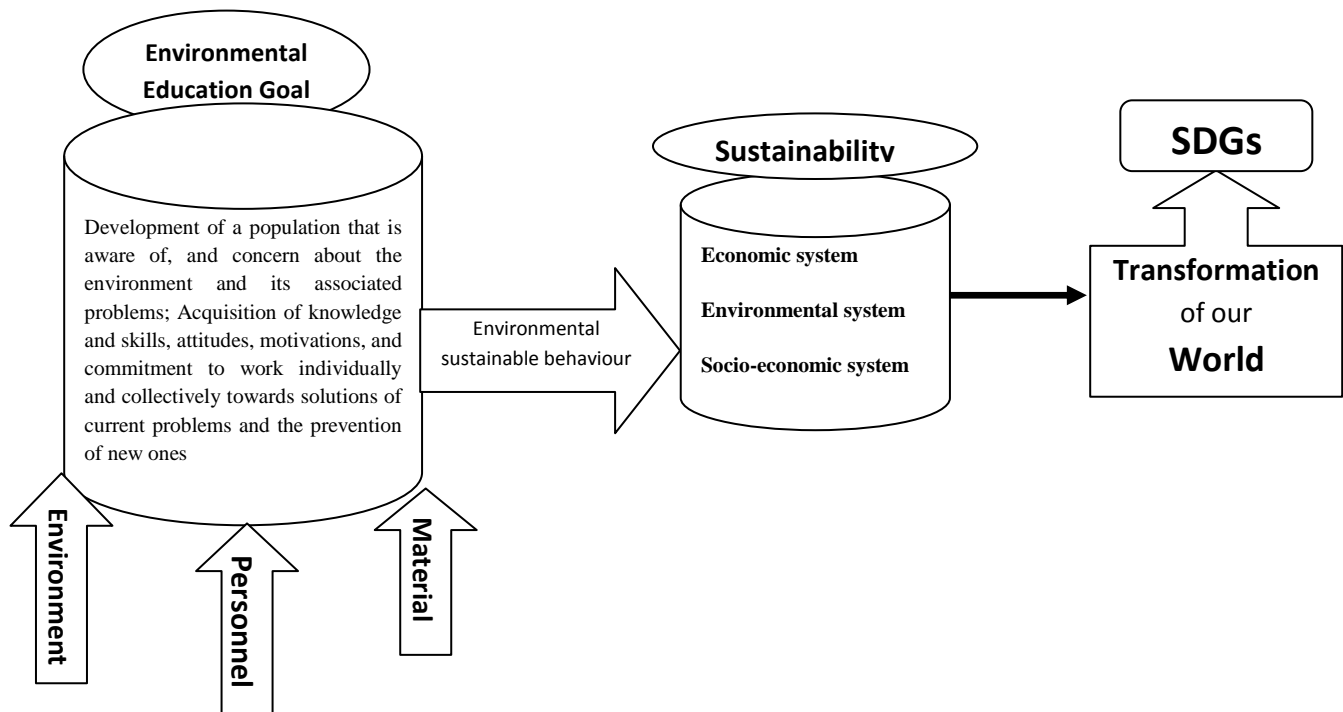 Environmental
Education Goal
Development of a population that is
aware of, and concern about the
environment and its associated
problems; Acquisition of knowledge
and skills, attitudes, motivations, and
commitment to work individually
and collectively towards solutions of
current problems and the prevention
of new ones
Environment
Personnel
Material
Environmental
sustainable behaviour
Sustainability
Economic system
Environmental system
Socio-economic system
SDGs
Transformation
of our
World